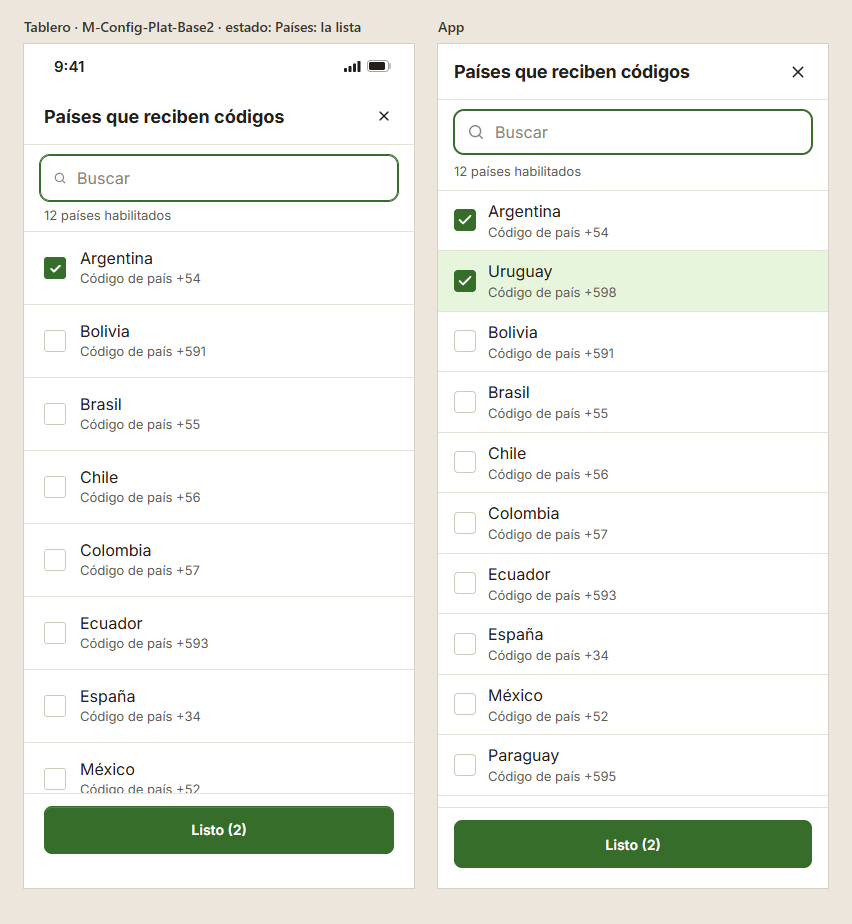 Tablero · M-Config-Plat-Base2 · estado: Países: la lista
9:41
Países que reciben códigos
Buscar
12 países habilitados
Argentina
Código de país +54
Bolivia
Código de país +591
Brasil
Código de país +55
Chile
Código de país +56
Colombia
Código de país +57
Ecuador
Código de país +593
España
Código de país +34
México
Código de país +52
Listo (2)
App
Países que reciben códigos
Buscar
12 países habilitados
Argentina
Código de país +54
Uruguay
Código de país +598
Bolivia
Código de país +591
Brasil
Código de país +55
Chile
Código de país +56
Colombia
Código de país +57
Ecuador
Código de país +593
España
Código de país +34
México
Código de país +52
Paraguay
Código de país +595
Listo (2)